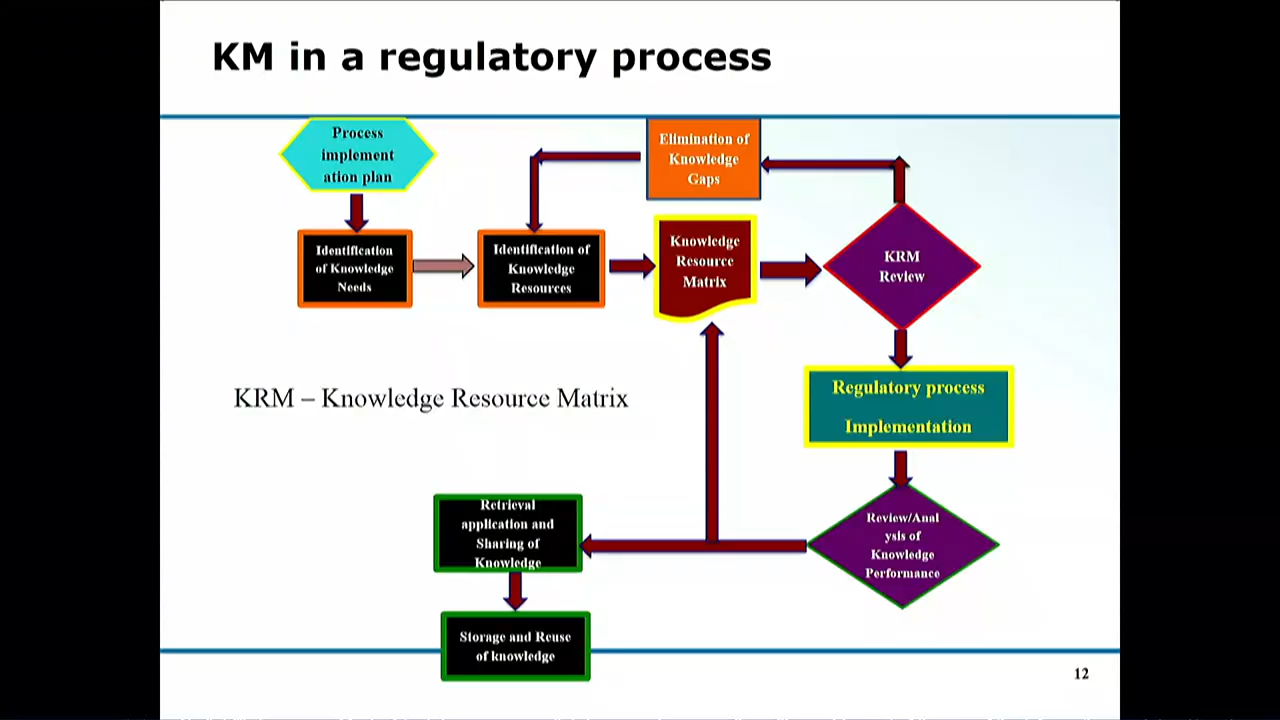 KM in a regulatory process
Process
implement
ation plan
Elimination of
Knowledge
Gaps
Identification
of Knowledge
Needs
Identification of
Knowledge
Resources
Knowledge
Resource
Matrix
KRM
Review
KRM – Knowledge Resource Matrix
Regulatory process
Implementation
Retrieval
application and
Sharing of
Knowledge
Review/Anal
ysis of
Knowledge
Performance
Storage and Reuse
of knowledge
12